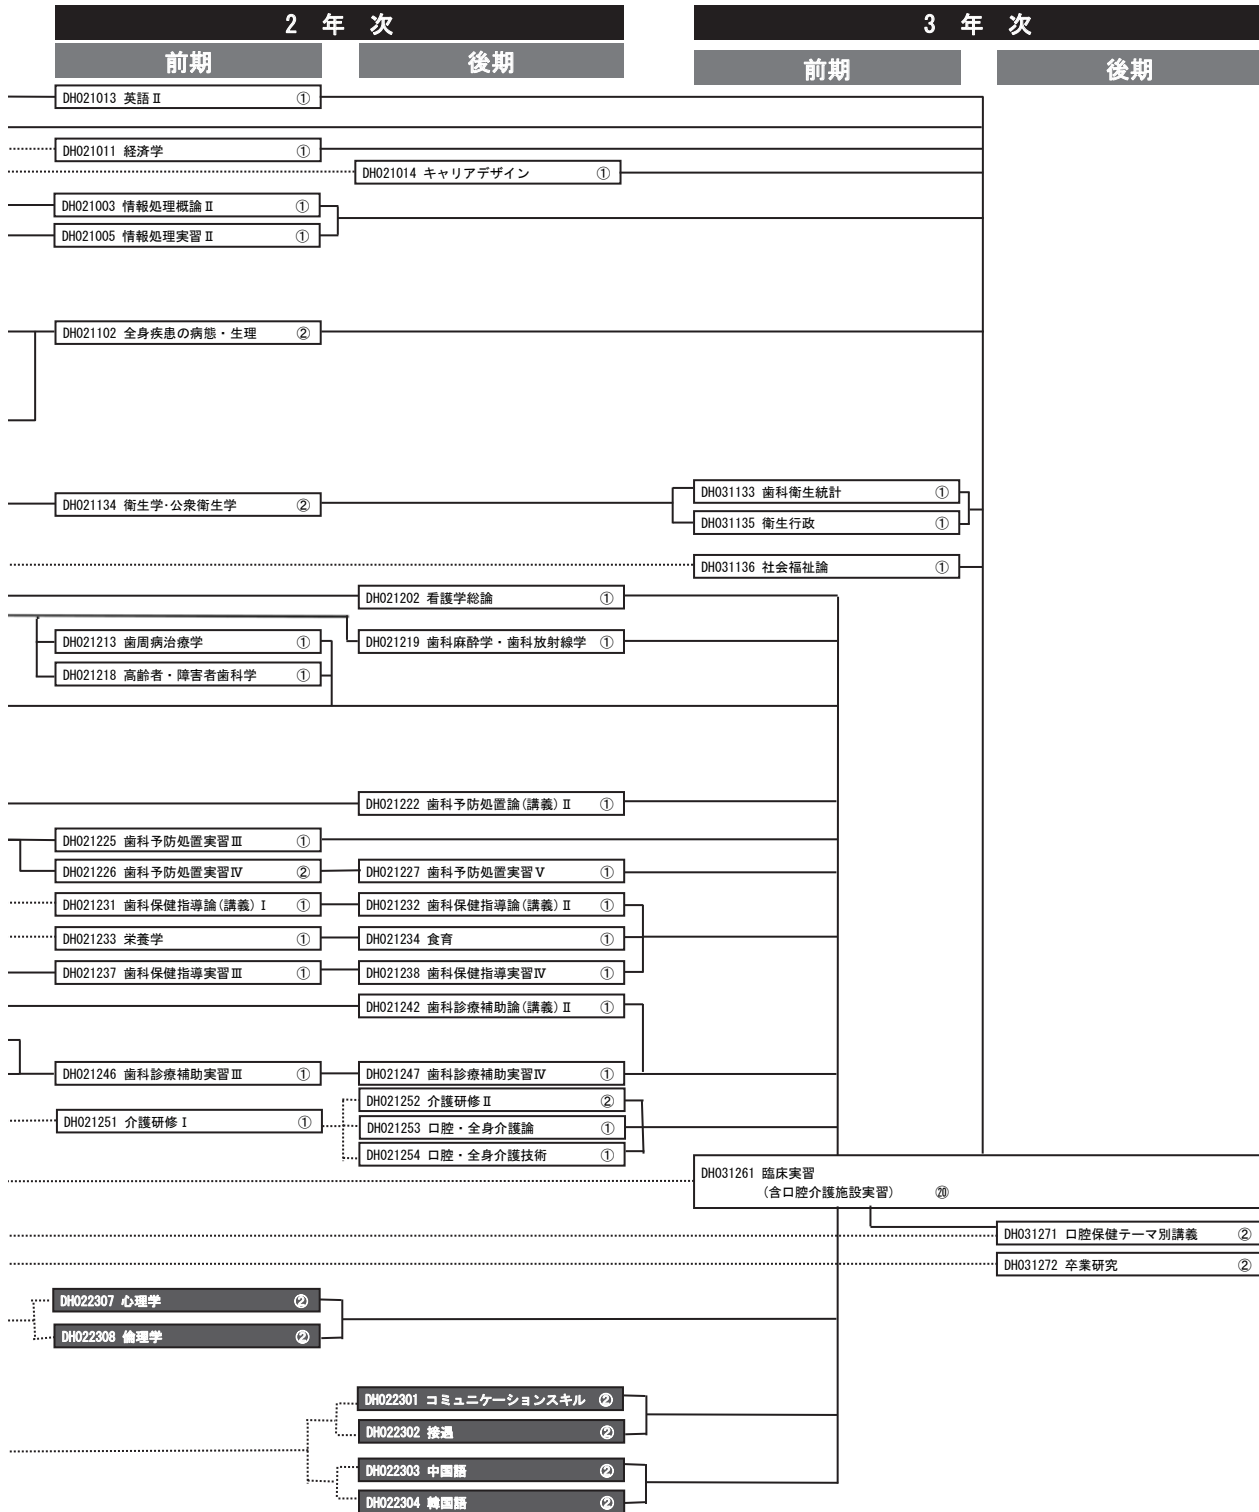 2 年 次
3 年 次
前期
後期
前期
後期
DH021013 英語Ⅱ ①
DH021011 経済学 ①
DH021014 キャリアデザイン ①
DH021003 情報処理概論Ⅱ ①
DH021005 情報処理実習Ⅱ ①
DH021102 全身疾患の病態・生理 ②
DH031133 歯科衛生統計 ①
DH021134 衛生学・公衆衛生学 ②
DH031135 衛生行政 ①
DH031136 社会福祉論 ①
DH021202 看護学総論 ①
DH021213 歯周病治療学 ①
DH021219 歯科麻酔学・歯科放射線学 ①
DH021218 高齢者・障害者歯科学 ①
DH021222 歯科予防処置論(講義)Ⅱ ①
DH021225 歯科予防処置実習Ⅲ ①
DH021226 歯科予防処置実習Ⅳ ②
DH021227 歯科予防処置実習Ⅴ ①
DH021231 歯科保健指導論(講義)Ⅰ ①
DH021232 歯科保健指導論(講義)Ⅱ ①
DH021233 栄養学 ①
DH021234 食育 ①
DH021237 歯科保健指導実習Ⅲ ①
DH021238 歯科保健指導実習Ⅳ ①
DH021242 歯科診療補助論(講義)Ⅱ ①
DH021246 歯科診療補助実習Ⅲ ①
DH021247 歯科診療補助実習Ⅳ ①
DH021252 介護研修Ⅱ ②
DH021251 介護研修Ⅰ ①
DH021253 口腔・全身介護論 ①
DH021254 口腔・全身介護技術 ①
DH031261 臨床実習
(含口腔介護施設実習) ⑳
DH031271 口腔保健テーマ別講義 ②
DH031272 卒業研究 ②
DH022307 心理学 ②
DH022308 倫理学 ②
DH022301 コミュニケーションスキル ②
DH022302 接遇 ②
DH022303 中国語 ②
DH022304 韓国語 ②